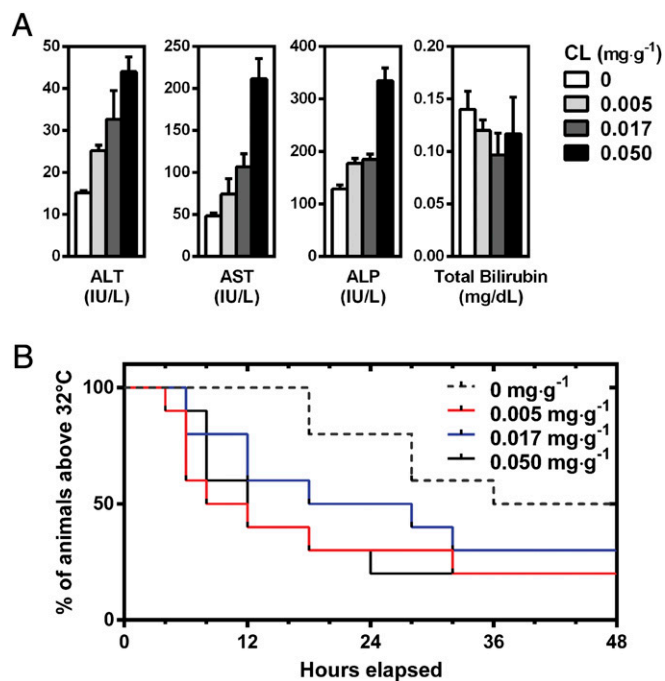 A
CL (mg·g⁻¹)
0
0.005
0.017
0.050
50
40
30
20
10
0
ALT
(IU/L)
250
200
150
100
50
0
AST
(IU/L)
400
300
200
100
0
ALP
(IU/L)
0.20
0.15
0.10
0.05
0.00
Total Bilirubin
(mg/dL)
B
% of animals above 32°C
100
50
0
0 mg·g⁻¹
0.005 mg·g⁻¹
0.017 mg·g⁻¹
0.050 mg·g⁻¹
0 12 24 36 48
Hours elapsed